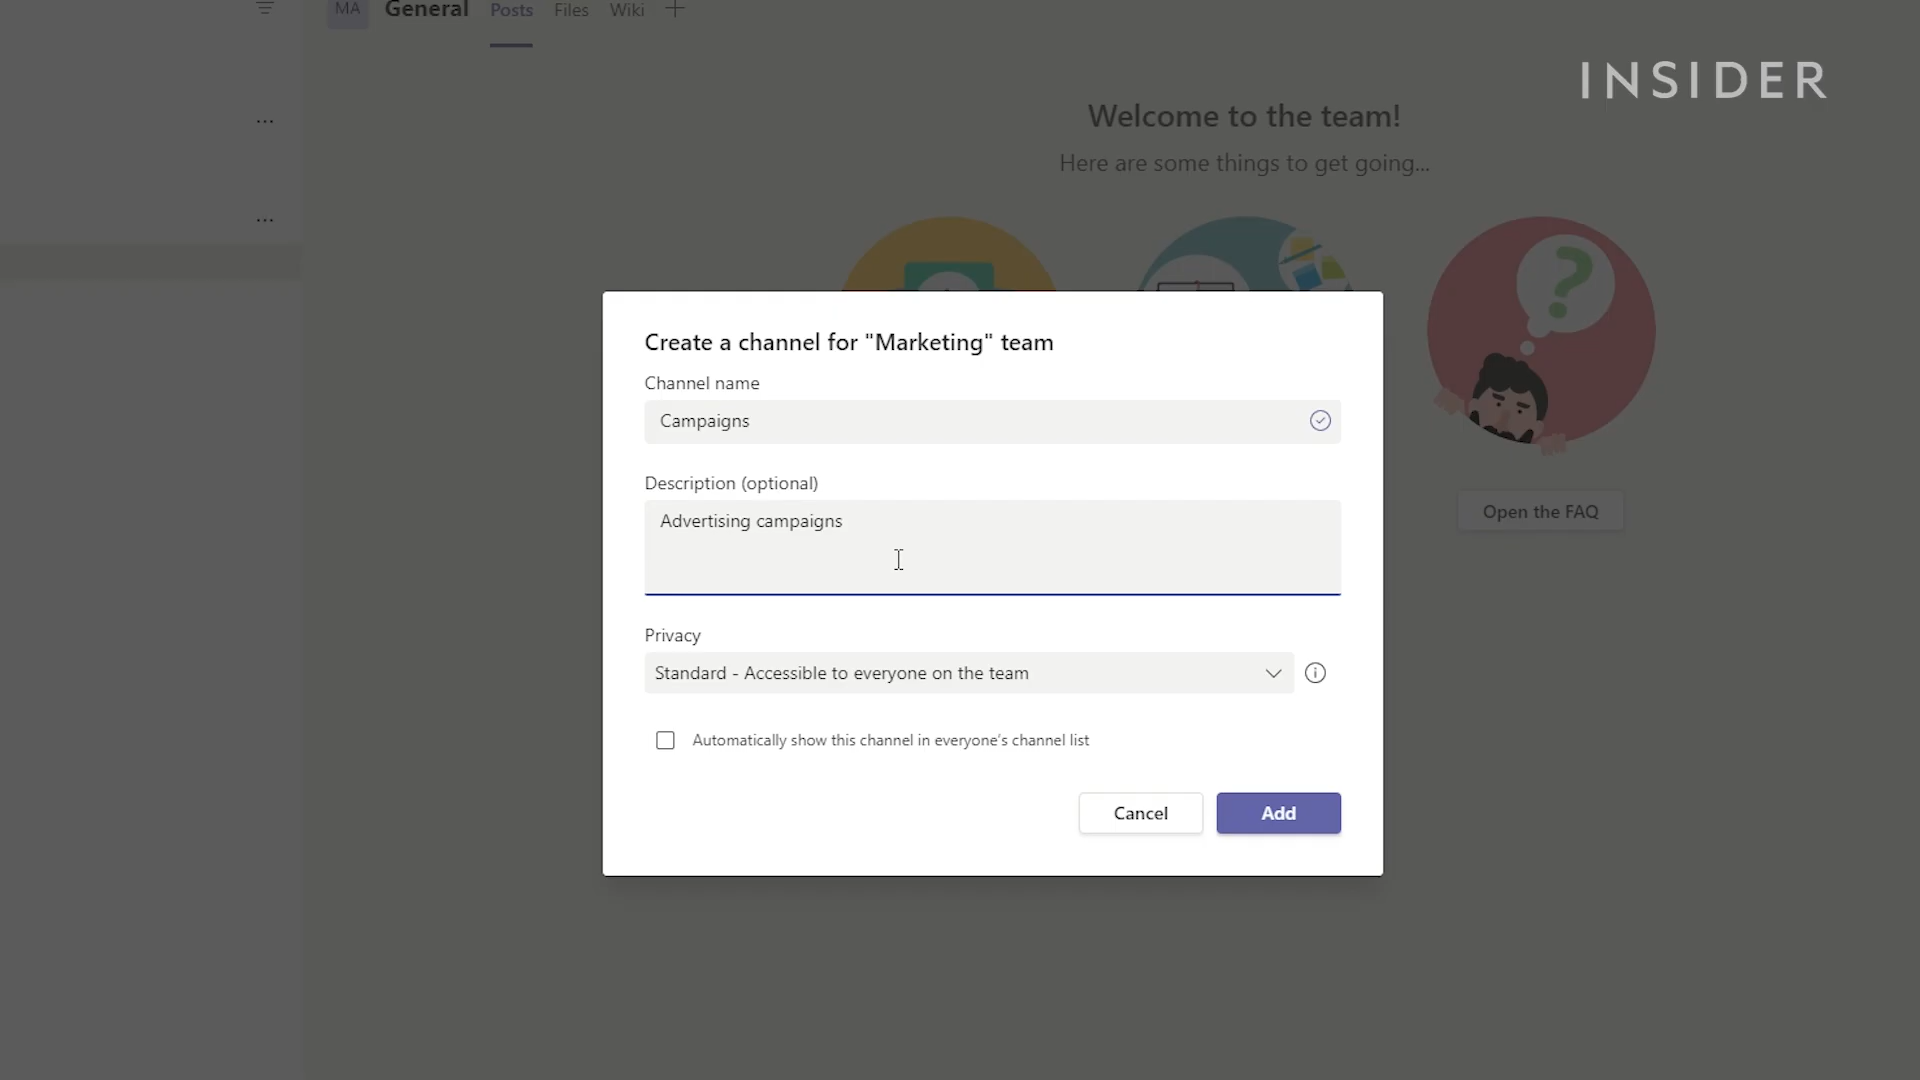 MA General Posts Files Wiki
INSIDER
Welcome to the team!
Here are some things to get going...
Open the FAQ
Create a channel for "Marketing" team
Channel name
Campaigns
Description (optional)
Advertising campaigns
Privacy
Standard - Accessible to everyone on the team
Automatically show this channel in everyone's channel list
Cancel Add